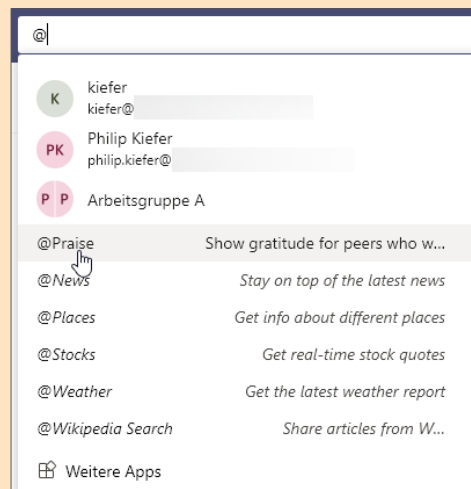 @
K kiefer
kiefer@
PK Philip Kiefer
philip.kiefer@
P P Arbeitsgruppe A
@Praise Show gratitude for peers who w...
@News Stay on top of the latest news
@Places Get info about different places
@Stocks Get real-time stock quotes
@Weather Get the latest weather report
@Wikipedia Search Share articles from W...
Weitere Apps